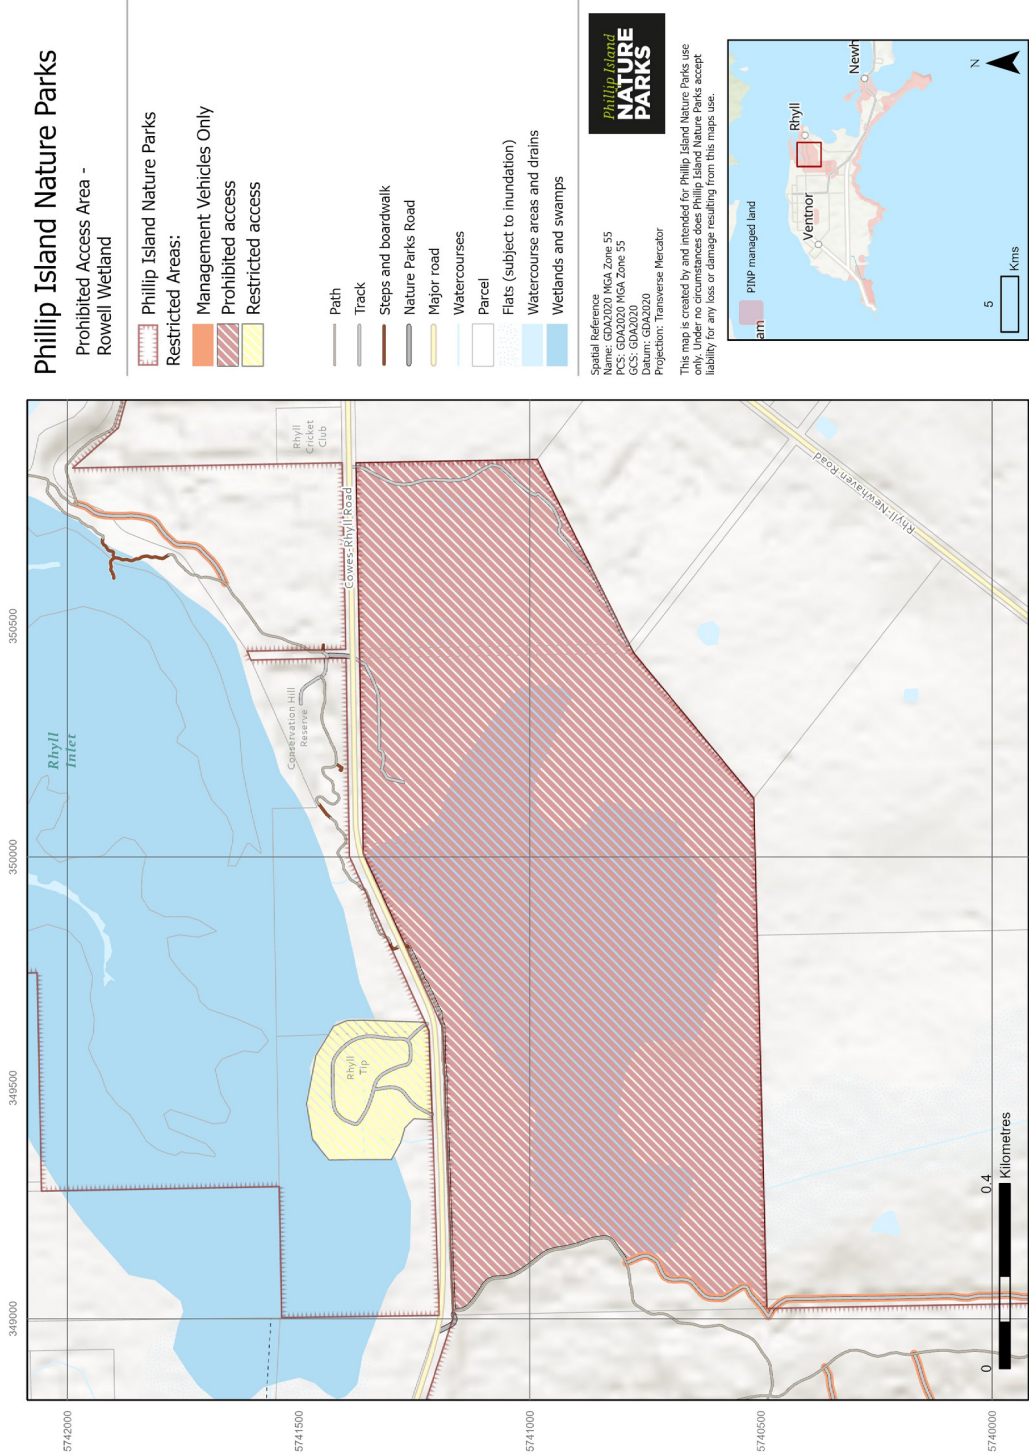 Phillip Island Nature Parks
Prohibited Access Area -
Rowell Wetland
Phillip Island Nature Parks
Restricted Areas:
Management Vehicles Only
Prohibited access
Restricted access
Path
Track
Steps and boardwalk
Nature Parks Road
Major road
Watercourses
Parcel
Flats (subject to inundation)
Watercourse areas and drains
Wetlands and swamps
Spatial Reference
Name: GDA2020 MGA Zone 55
PCS: GDA2020 MGA Zone 55
GCS: GDA2020
Datum: GDA2020
Projection: Transverse Mercator
Phillip Island
NATURE
PARKS
This map is created by and intended for Phillip Island Nature Parks use
only. Under no circumstances does Phillip Island Nature Parks accept
liability for any loss or damage resulting from this maps use.
PINP managed land
am
Ventnor
Rhyll
Newh
N
5
Kms
349000
349500
350000
350500
5742000
5741500
5741000
5740500
5740000
Rhyll
Inlet
Conservation Hill
Reserve
Rhyll
Cricket
Club
Cowes-Rhyll Road
Rhyll
Tip
Rhyll-Newhaven Road
0
0.4
Kilometres